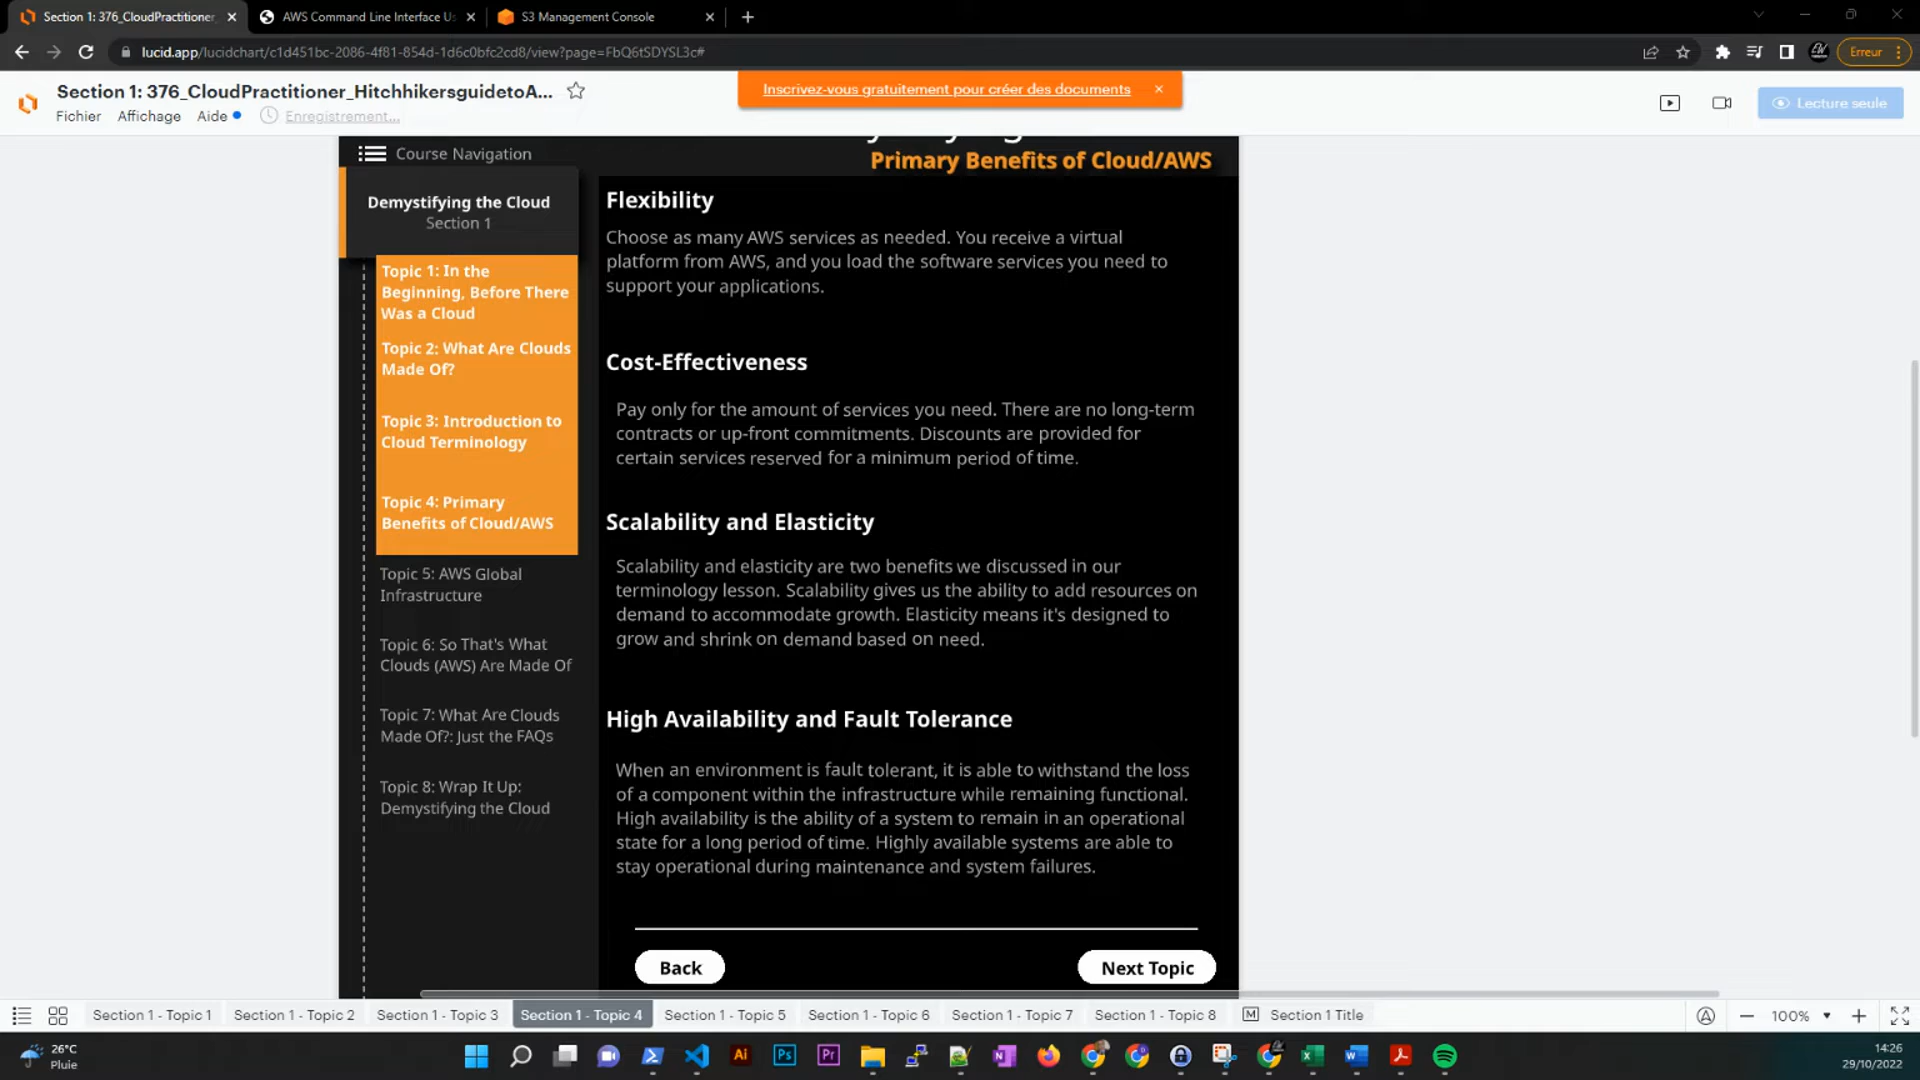 Section 1: 376_CloudPractitioner_
AWS Command Line Interface Us
S3 Management Console
lucid.app/lucidchart/c1d451bc-2086-4f81-854d-1d6c0bfc2cd8/view?page=FbQ6tSDYSL3c#
Erreur
Section 1: 376_CloudPractitioner_HitchhikersguidetoA...
Inscrivez-vous gratuitement pour créer des documents
Fichier
Affichage
Aide
Enregistrement...
Lecture seule
Course Navigation
Primary Benefits of Cloud/AWS
Demystifying the Cloud
Section 1
Topic 1: In the
Beginning, Before There
Was a Cloud
Topic 2: What Are Clouds
Made Of?
Topic 3: Introduction to
Cloud Terminology
Topic 4: Primary
Benefits of Cloud/AWS
Topic 5: AWS Global
Infrastructure
Topic 6: So That's What
Clouds (AWS) Are Made Of
Topic 7: What Are Clouds
Made Of?: Just the FAQs
Topic 8: Wrap It Up:
Demystifying the Cloud
Flexibility
Choose as many AWS services as needed. You receive a virtual
platform from AWS, and you load the software services you need to
support your applications.
Cost-Effectiveness
Pay only for the amount of services you need. There are no long-term
contracts or up-front commitments. Discounts are provided for
certain services reserved for a minimum period of time.
Scalability and Elasticity
Scalability and elasticity are two benefits we discussed in our
terminology lesson. Scalability gives us the ability to add resources on
demand to accommodate growth. Elasticity means it's designed to
grow and shrink on demand based on need.
High Availability and Fault Tolerance
When an environment is fault tolerant, it is able to withstand the loss
of a component within the infrastructure while remaining functional.
High availability is the ability of a system to remain in an operational
state for a long period of time. Highly available systems are able to
stay operational during maintenance and system failures.
Back
Next Topic
Section 1 - Topic 1
Section 1 - Topic 2
Section 1 - Topic 3
Section 1 - Topic 4
Section 1 - Topic 5
Section 1 - Topic 6
Section 1 - Topic 7
Section 1 - Topic 8
M
Section 1 Title
100%
26°C
Pluie
Ai
Ps
Pr
14:26
29/10/2022